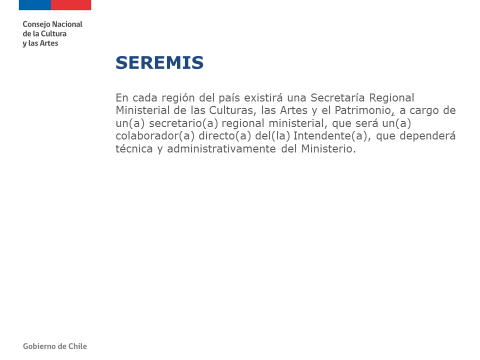 Consejo Nacional
de la Cultura
y las Artes
SEREMIS
En cada región del país existirá una Secretaría Regional
Ministerial de las Culturas, las Artes y el Patrimonio, a cargo de
un(a) secretario(a) regional ministerial, que será un(a)
colaborador(a) directo(a) del(la) Intendente(a), que dependerá
técnica y administrativamente del Ministerio.
Gobierno de Chile